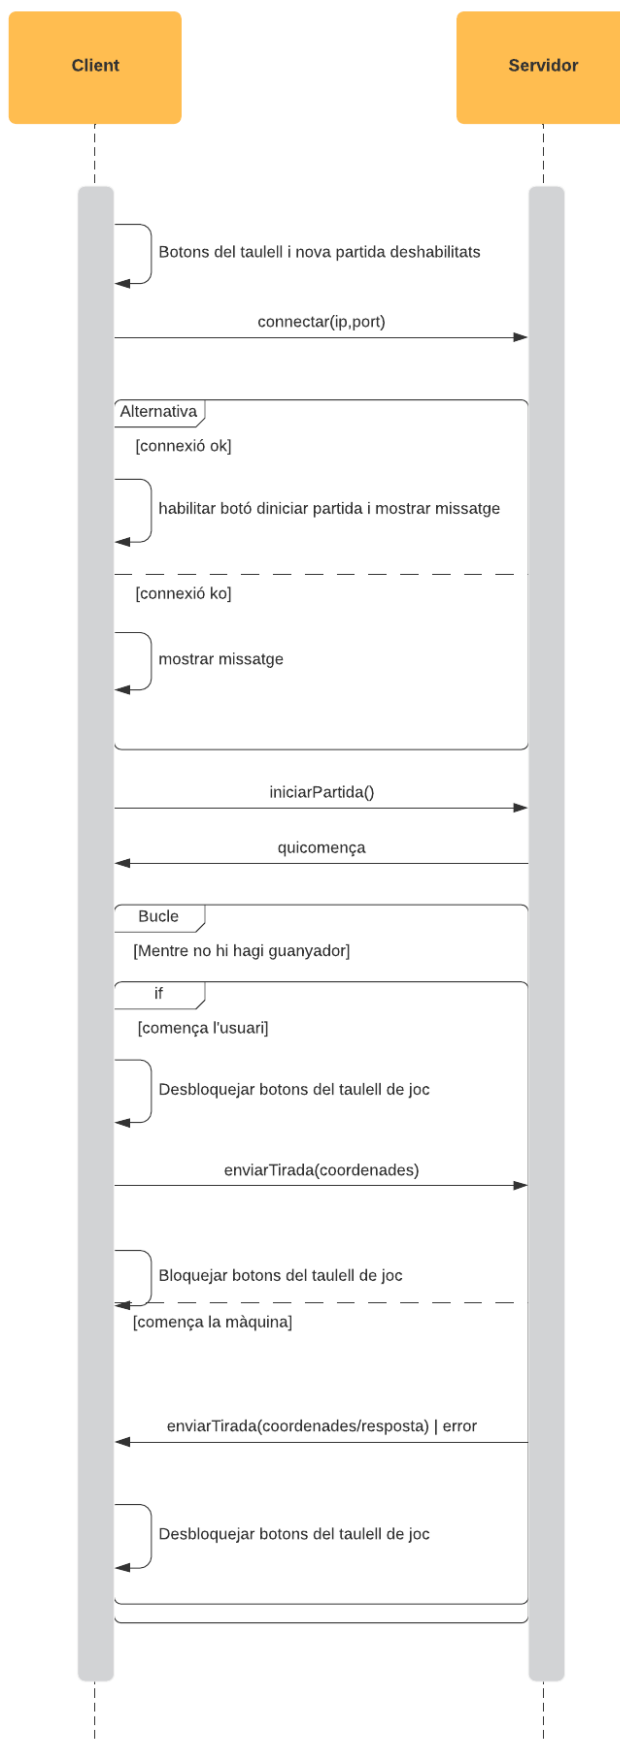 Client
Servidor
Botons del taulell i nova partida deshabilitats
connectar(ip,port)
Alternativa
[connexió ok]
habilitar botó diniciar partida i mostrar missatge
[connexió ko]
mostrar missatge
iniciarPartida()
quicomença
Bucle
[Mentre no hi hagi guanyador]
if
[comença l'usuari]
Desbloquejar botons del taulell de joc
enviarTirada(coordenades)
Bloquejar botons del taulell de joc
[comença la màquina]
enviarTirada(coordenades/resposta) | error
Desbloquejar botons del taulell de joc